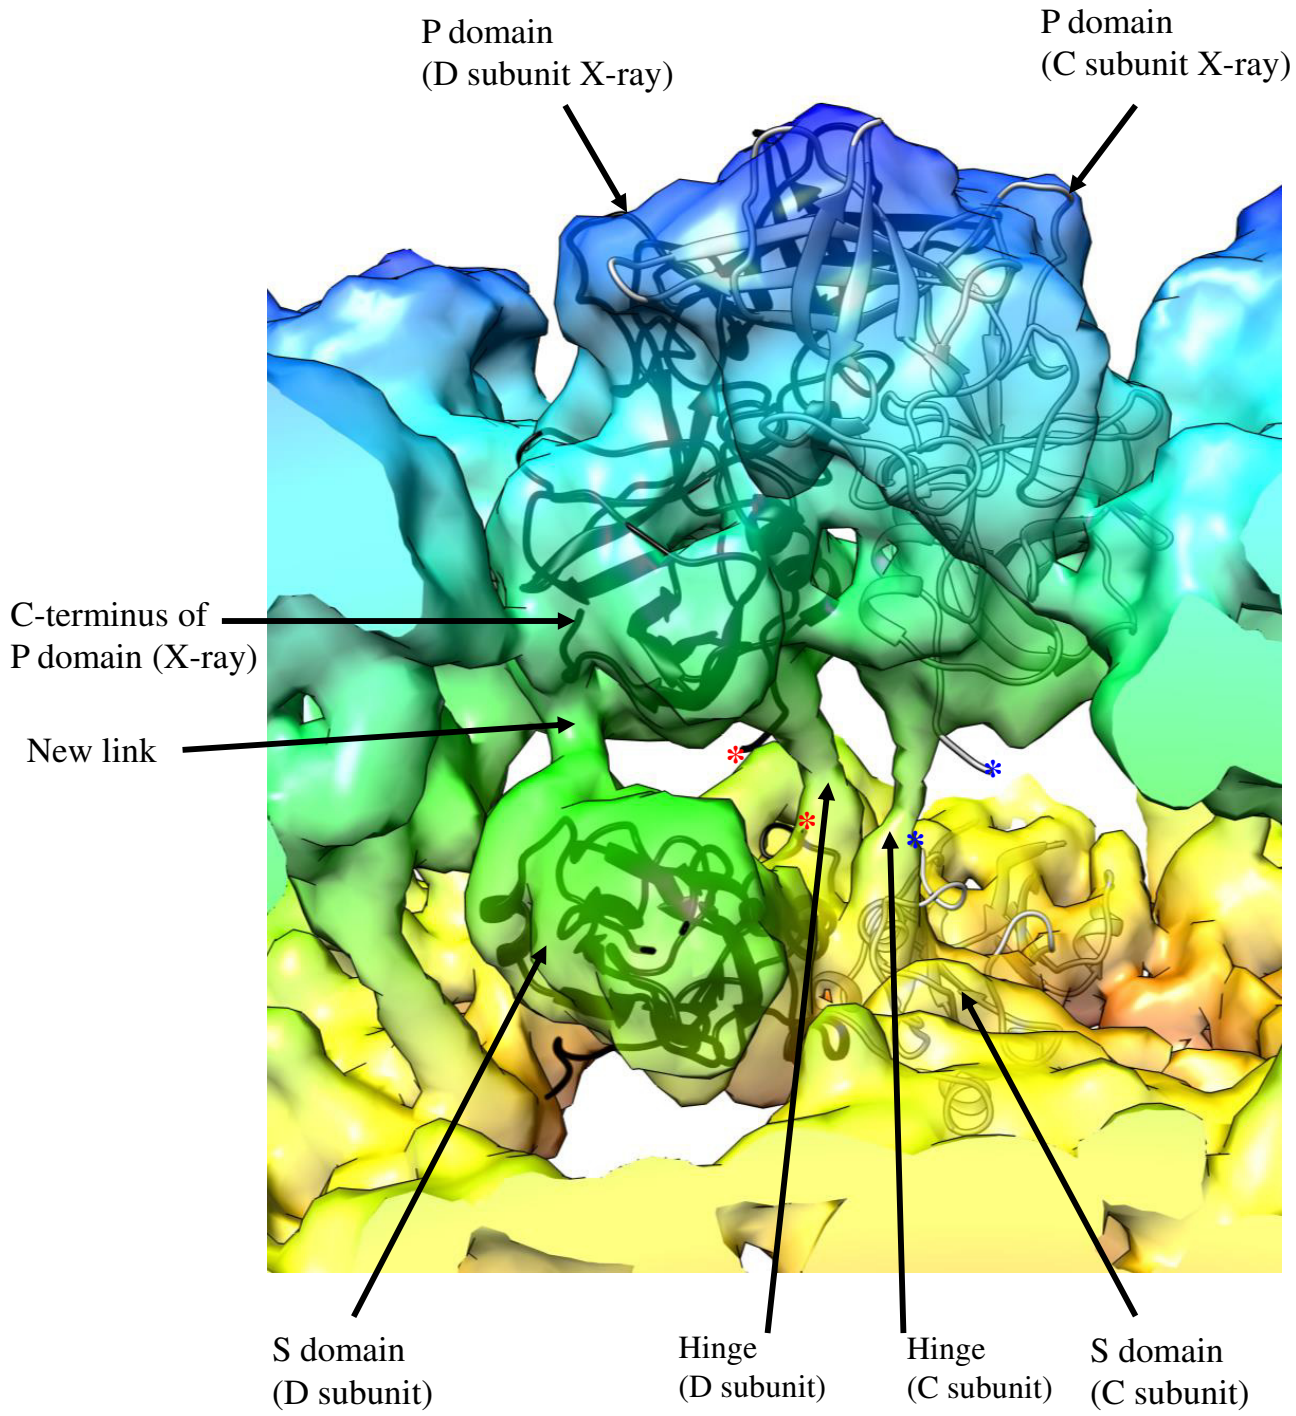 P domain
(D subunit X-ray)
P domain
(C subunit X-ray)
C-terminus of
P domain (X-ray)
New link
*
*
*
*
S domain
(D subunit)
Hinge
(D subunit)
Hinge
(C subunit)
S domain
(C subunit)